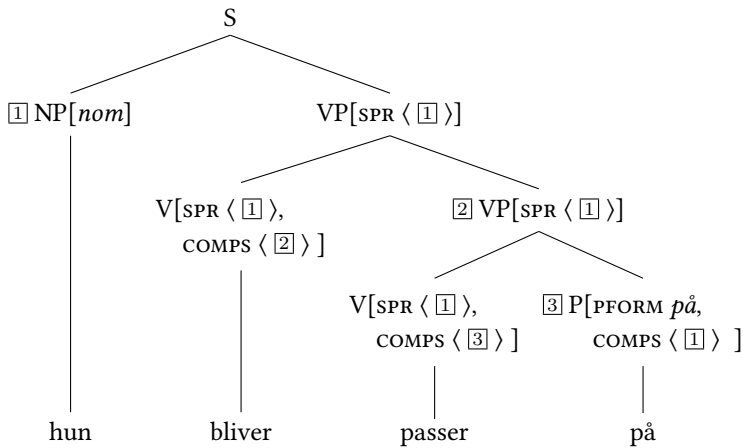 S
1 NP[nom] VP[SPR ⟨ 1 ⟩]
V[SPR ⟨ 1 ⟩, 2 VP[SPR ⟨ 1 ⟩]
COMPS ⟨ 2 ⟩ ]
V[SPR ⟨ 1 ⟩, 3 P[PFORM på,
COMPS ⟨ 3 ⟩ ] COMPS ⟨ 1 ⟩ ]
hun bliver passer på